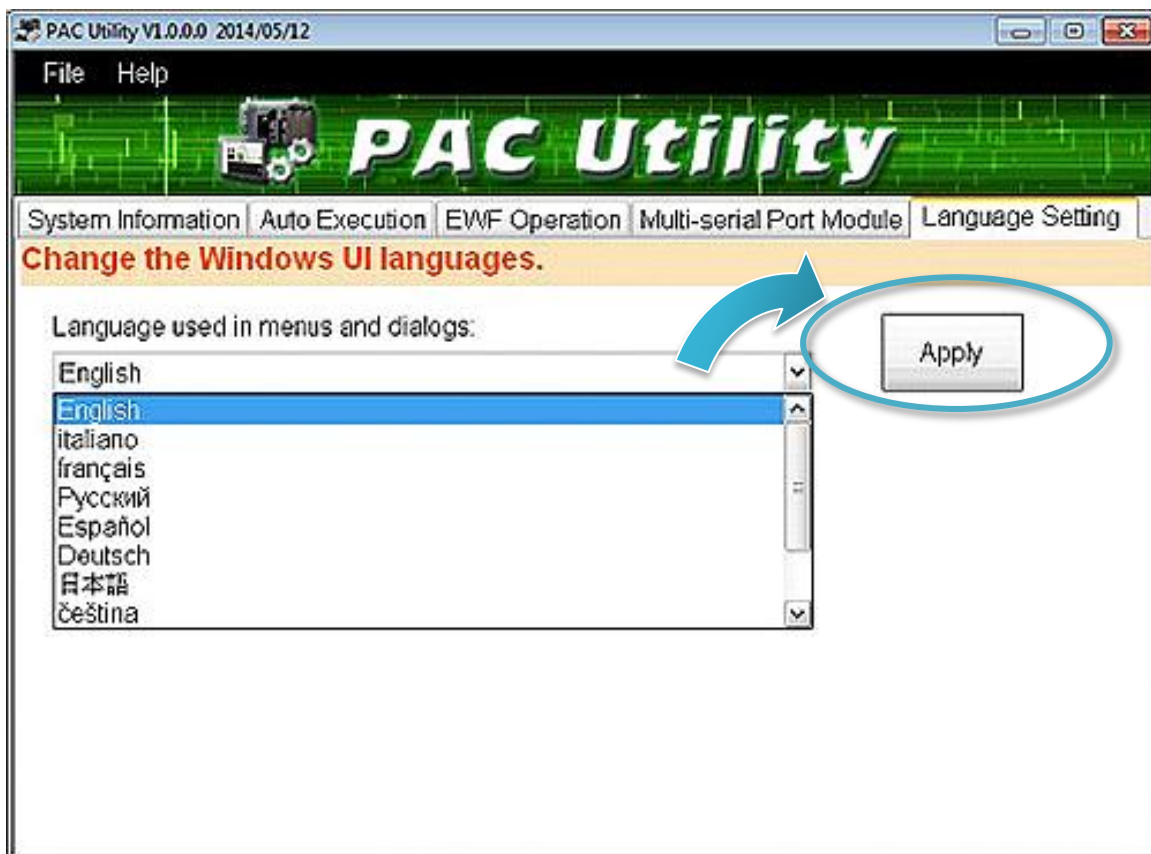 PAC Utility V1.0.0.0 2014/05/12
File Help
PAC Utility
System Information Auto Execution EWF Operation Multi-serial Port Module Language Setting
Change the Windows UI languages.
Language used in menus and dialogs:
Apply
English
English
italiano
français
Русский
Español
Deutsch
日本語
čeština